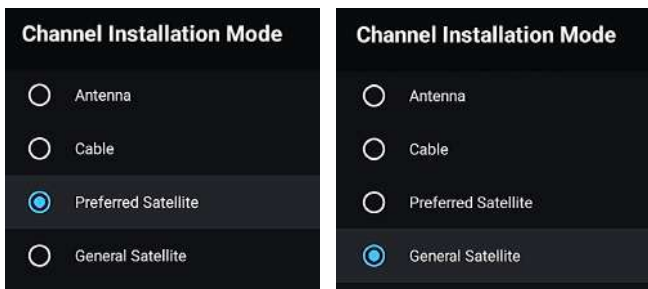 Channel Installation Mode
Antenna
Cable
Preferred Satellite
General Satellite
Channel Installation Mode
Antenna
Cable
Preferred Satellite
General Satellite